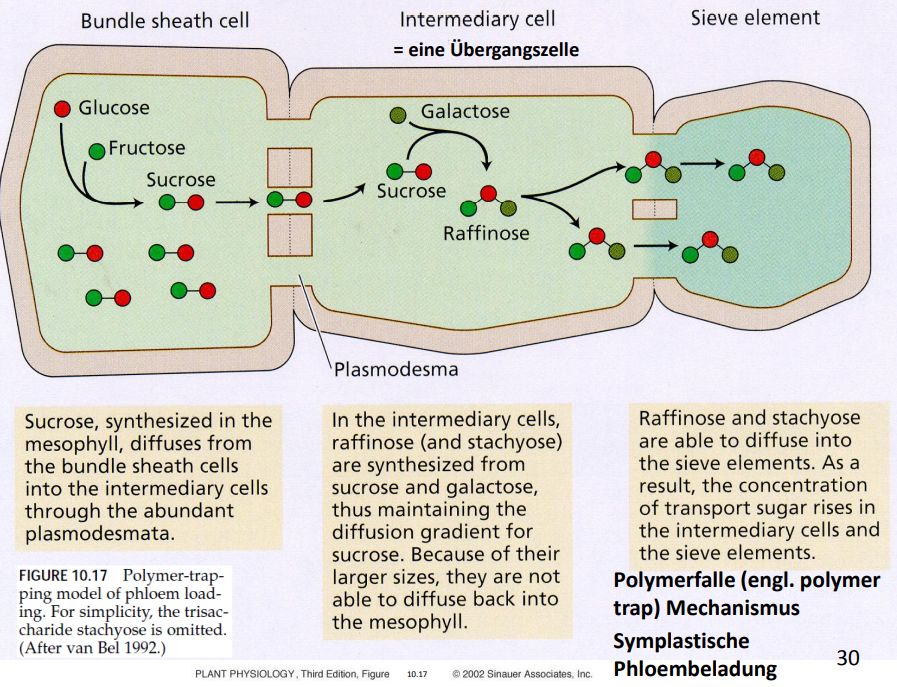 Bundle sheath cell
Intermediary cell
= eine Übergangszelle
Sieve element
Glucose
Fructose
Sucrose
Galactose
Sucrose
Raffinose
Plasmodesma
Sucrose, synthesized in the
mesophyll, diffuses from
the bundle sheath cells
into the intermediary cells
through the abundant
plasmodesmata.
In the intermediary cells,
raffinose (and stachyose)
are synthesized from
sucrose and galactose,
thus maintaining the
diffusion gradient for
sucrose. Because of their
larger sizes, they are not
able to diffuse back into
the mesophyll.
Raffinose and stachyose
are able to diffuse into
the sieve elements. As a
result, the concentration
of transport sugar rises in
the intermediary cells and
the sieve elements.
FIGURE 10.17 Polymer-trap-
ping model of phloem load-
ing. For simplicity, the trisac-
charide stachyose is omitted.
(After van Bel 1992.)
Polymerfalle (engl. polymer
trap) Mechanismus
Symplastische
Phloembeladung
30
PLANT PHYSIOLOGY, Third Edition, Figure 10.17 © 2002 Sinauer Associates, Inc.